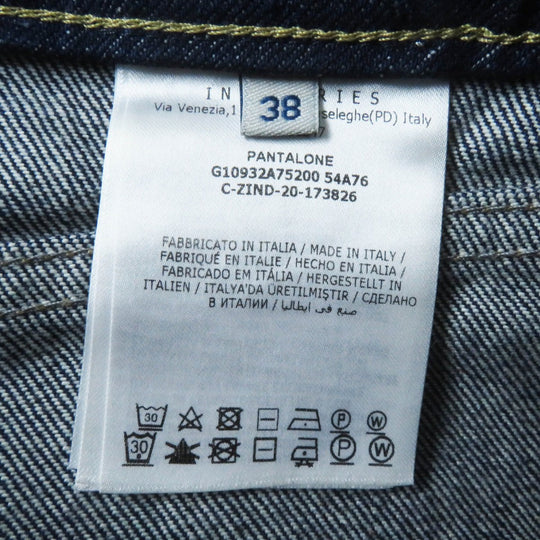 IN RIES
Via Venezia,1 seleghe(PD) Italy
38
7
PANTALONE
G10932A75200 54A76
C-ZIND-20-173826
FABBRICATO IN ITALIA / MADE IN ITALY /
FABRIQUÉ EN ITALIE / HECHO EN ITALIA /
FABRICADO EM ITÁLIA / HERGESTELLT IN
ITALIEN / ITALYA'DA ÜRETILMIŞTIR / СДЕЛАНО
В ИТАЛИИ / صنع في ايطاليا /
30 P W
30 P W